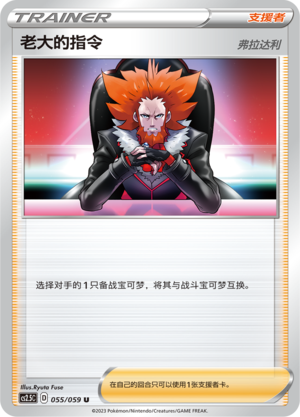 TRAINER
支援者
老大的指令
弗拉达利
选择对手的1只备战宝可梦，将其与战斗宝可梦互换。
Illus.Ryuta Fuse
CS2.5C D 055/059 U
在自己的回合只可以使用1张支援者卡。
©2023 Pokémon/Nintendo/Creatures/GAME FREAK.